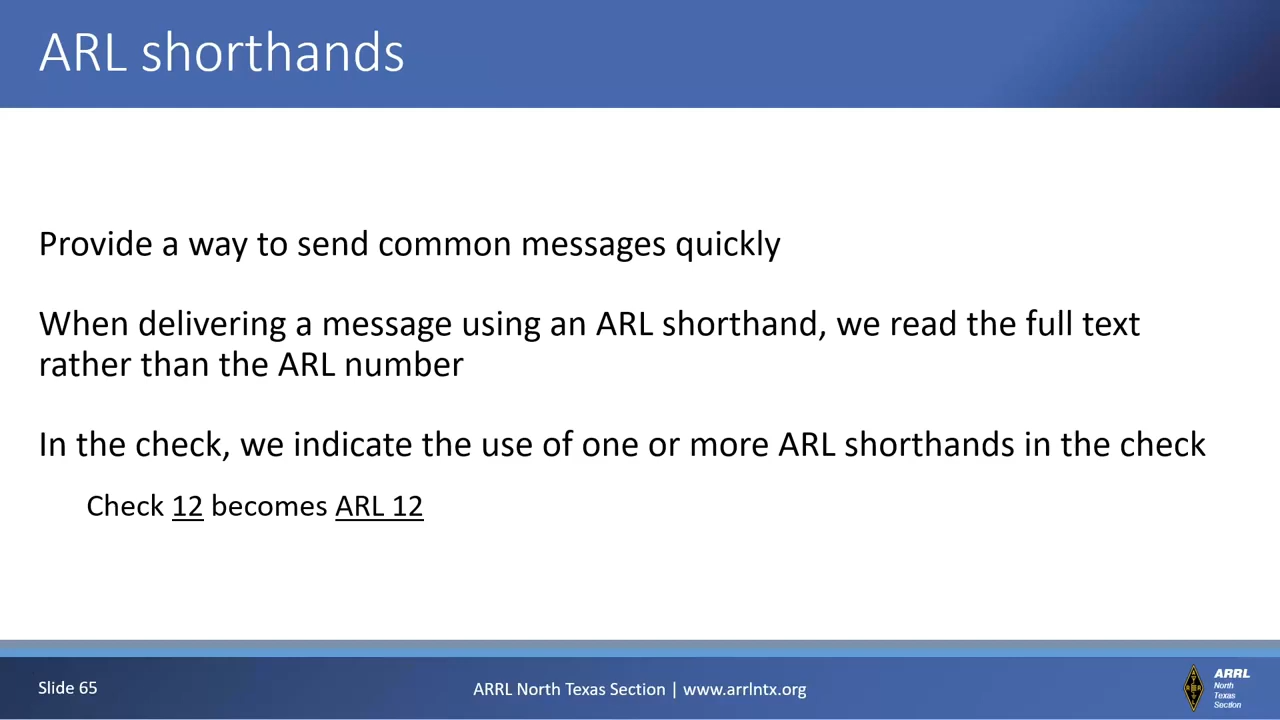 ARL shorthands
Provide a way to send common messages quickly
When delivering a message using an ARL shorthand, we read the full text
rather than the ARL number
In the check, we indicate the use of one or more ARL shorthands in the check
Check 12 becomes ARL 12
Slide 65
ARRL North Texas Section | www.arrlntx.org
ARRL
North
Texas
Section